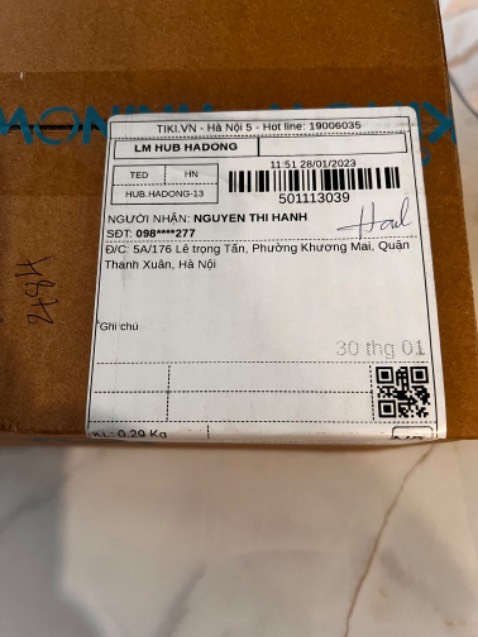 TIKI.VN - Hà Nội 5 - Hot line: 19006035
LM HUB HADONG
TED HN
HUB.HADONG-13
11:51 28/01/2023
501113039
NGƯỜI NHẬN: NGUYEN THI HANH
SĐT: 098****277
Đ/C: 5A/176 Lê trọng Tấn, Phường Khương Mai, Quận
Thanh Xuân, Hà Nội
Ghi chú
30 thg 01
KL: 0.29 Kg
48H